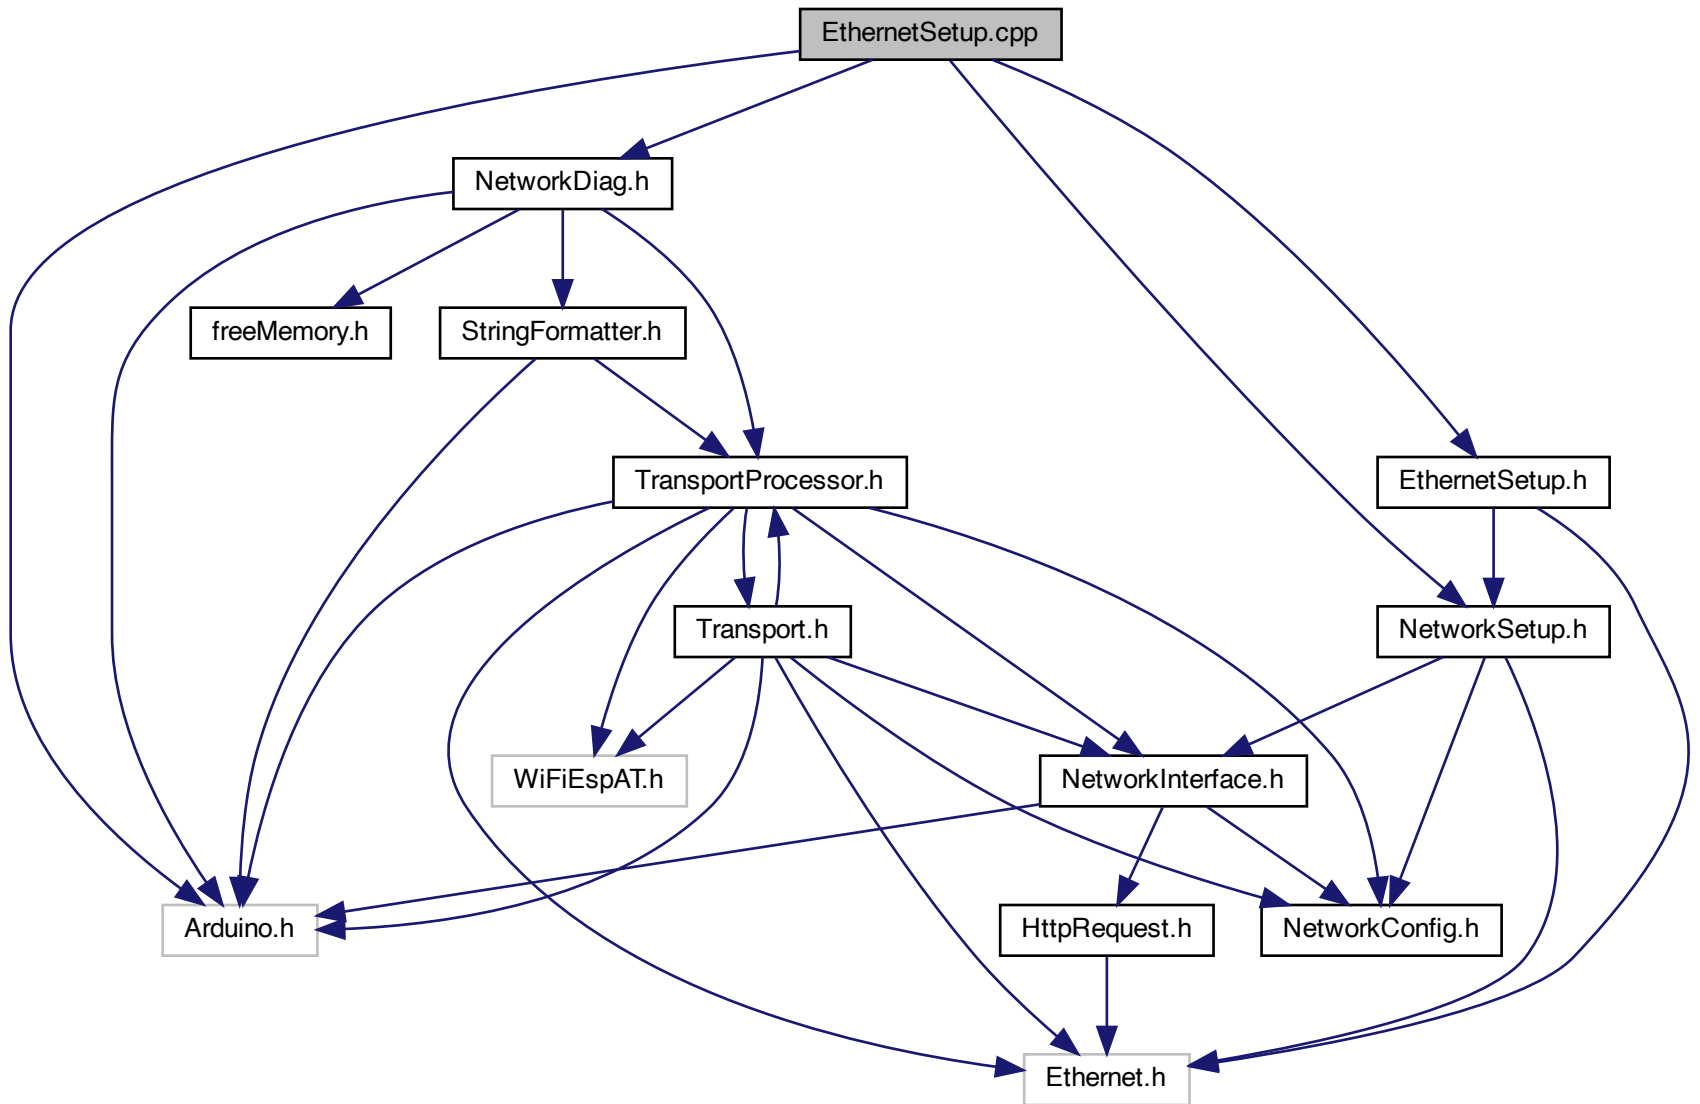 EthernetSetup.cpp
NetworkDiag.h
freeMemory.h
StringFormatter.h
TransportProcessor.h
EthernetSetup.h
Transport.h
NetworkSetup.h
WiFiEspAT.h
NetworkInterface.h
Arduino.h
HttpRequest.h
NetworkConfig.h
Ethernet.h